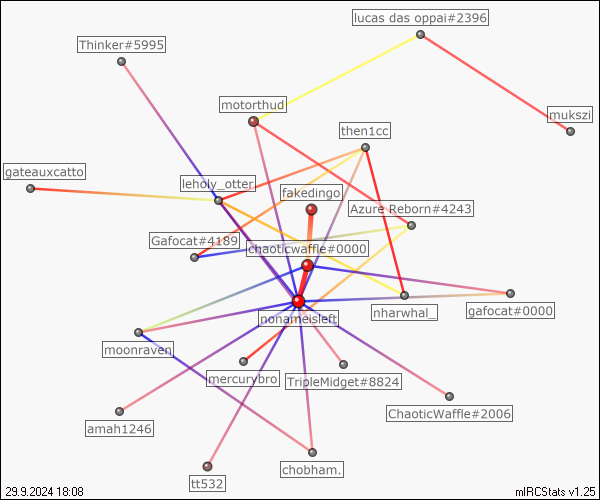 lucas das oppai#2396
Thinker#5995
motorthud
mukszi
then1cc
gateauxcatto
leholy_otter
fakedingo
Azure Reborn#4243
Gafocat#4189
chaoticwaffle#0000
nonameisleft
nharwhal_
gafocat#0000
moonraven
mercurybro
TripleMidget#8824
ChaoticWaffle#2006
amah1246
chobham.
tt532
29.9.2024 18:08
mIRCStats v1.25